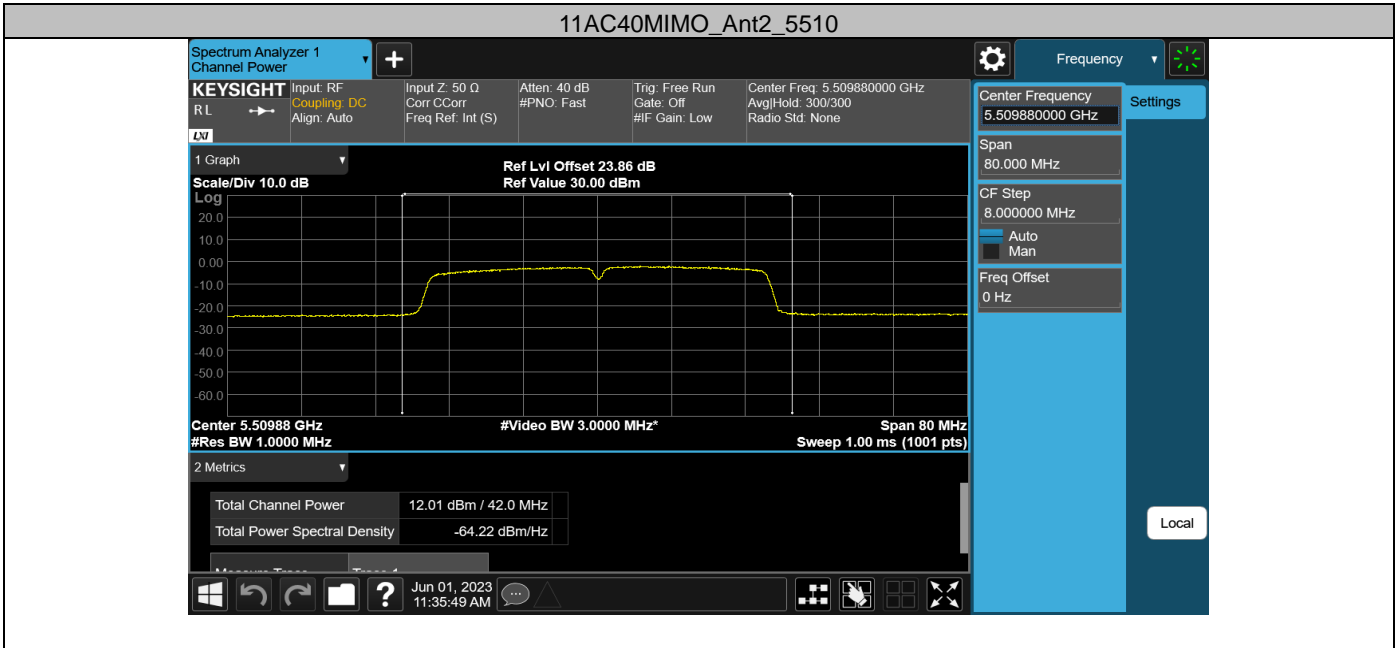 11AC40MIMO_Ant2_5510
Spectrum Analyzer 1
Channel Power
Frequency
KEYSIGHT
R L
LXI
Input: RF
Coupling: DC
Align: Auto
Input Z: 50 Ω
Corr CCorr
Freq Ref: Int (S)
Atten: 40 dB
#PNO: Fast
Trig: Free Run
Gate: Off
#IF Gain: Low
Center Freq: 5.509880000 GHz
Avg|Hold: 300/300
Radio Std: None
Center Frequency
5.509880000 GHz
Settings
Span
80.000 MHz
CF Step
8.000000 MHz
Auto
Man
Freq Offset
0 Hz
Local
1 Graph
Scale/Div 10.0 dB
Ref Lvl Offset 23.86 dB
Ref Value 30.00 dBm
Log
20.0
10.0
0.00
-10.0
-20.0
-30.0
-40.0
-50.0
-60.0
Center 5.50988 GHz
#Video BW 3.0000 MHz*
Span 80 MHz
#Res BW 1.0000 MHz
Sweep 1.00 ms (1001 pts)
2 Metrics
Total Channel Power 12.01 dBm / 42.0 MHz
Total Power Spectral Density -64.22 dBm/Hz
Measure Trace Trace 1
?
Jun 01, 2023
11:35:49 AM